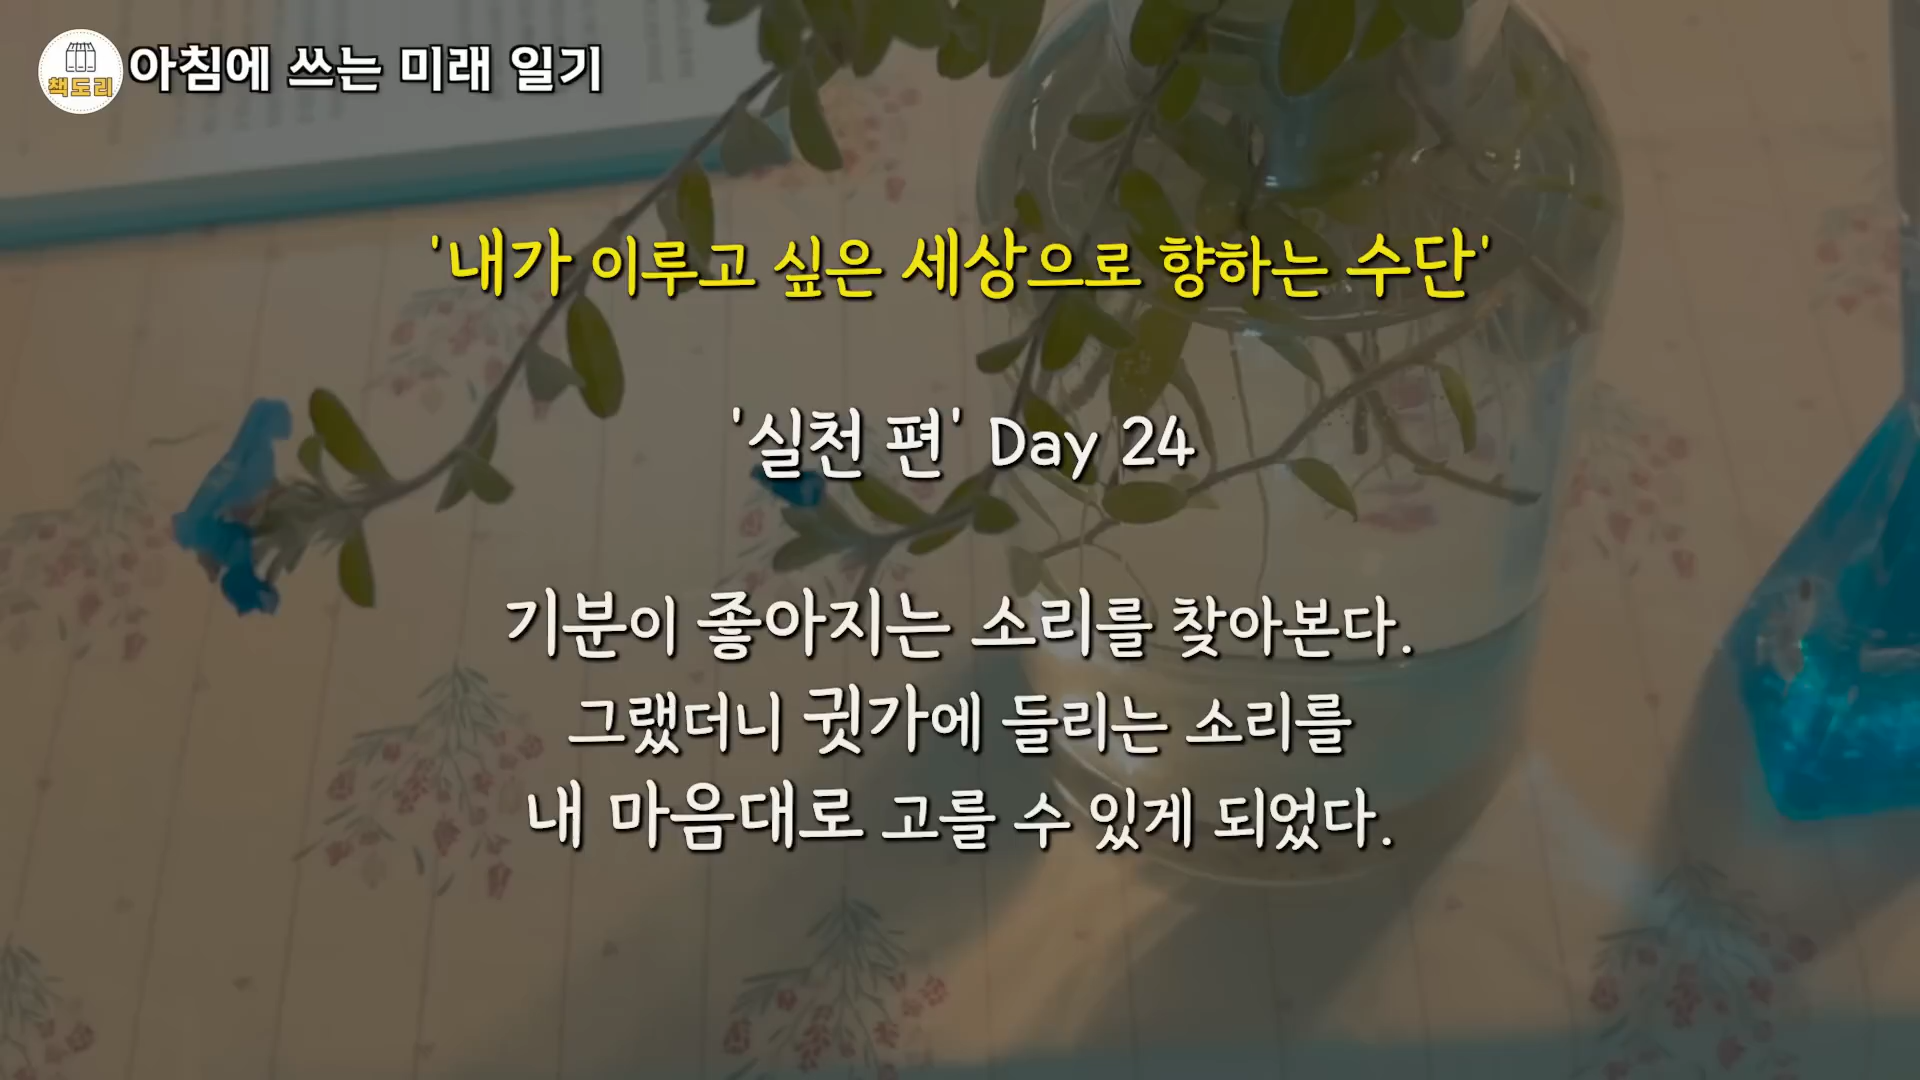 책도리
아침에 쓰는 미래 일기
'내가 이루고 싶은 세상으로 향하는 수단'
'실천 편' Day 24
기분이 좋아지는 소리를 찾아본다.
그랬더니 귓가에 들리는 소리를
내 마음대로 고를 수 있게 되었다.